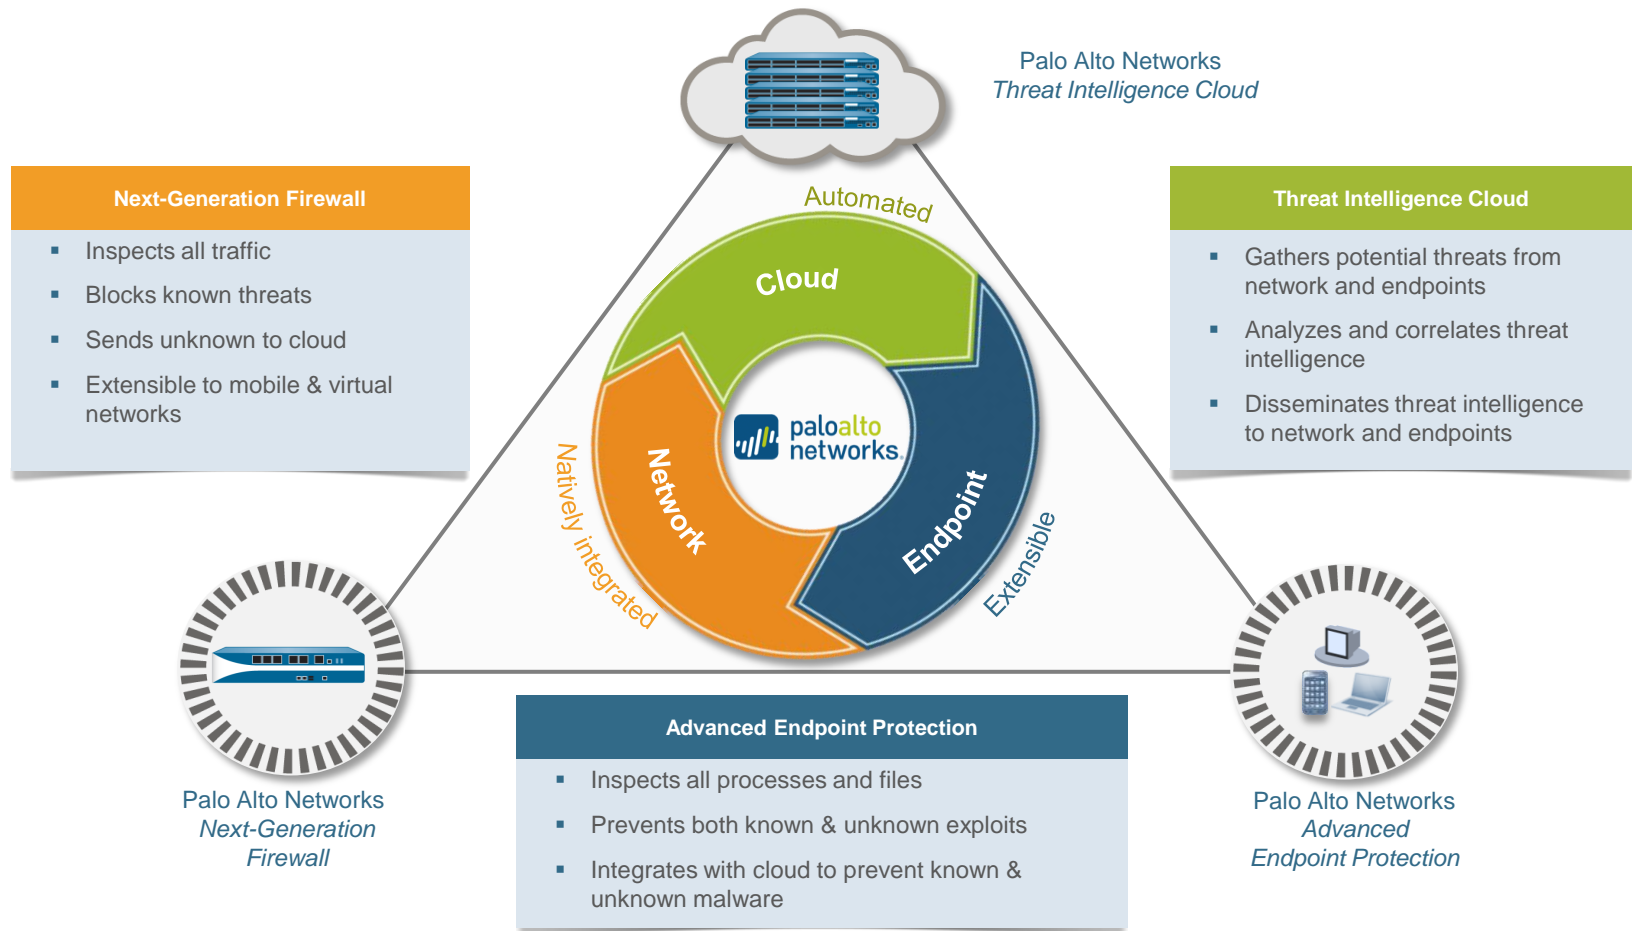 Palo Alto Networks
Threat Intelligence Cloud
Next-Generation Firewall
▪ Inspects all traffic
▪ Blocks known threats
▪ Sends unknown to cloud
▪ Extensible to mobile & virtual
networks
Threat Intelligence Cloud
▪ Gathers potential threats from
network and endpoints
▪ Analyzes and correlates threat
intelligence
▪ Disseminates threat intelligence
to network and endpoints
Automated
Cloud
Natively integrated
Network
paloalto
networks.
Endpoint
Extensible
Palo Alto Networks
Next-Generation
Firewall
Advanced Endpoint Protection
▪ Inspects all processes and files
▪ Prevents both known & unknown exploits
▪ Integrates with cloud to prevent known &
unknown malware
Palo Alto Networks
Advanced
Endpoint Protection